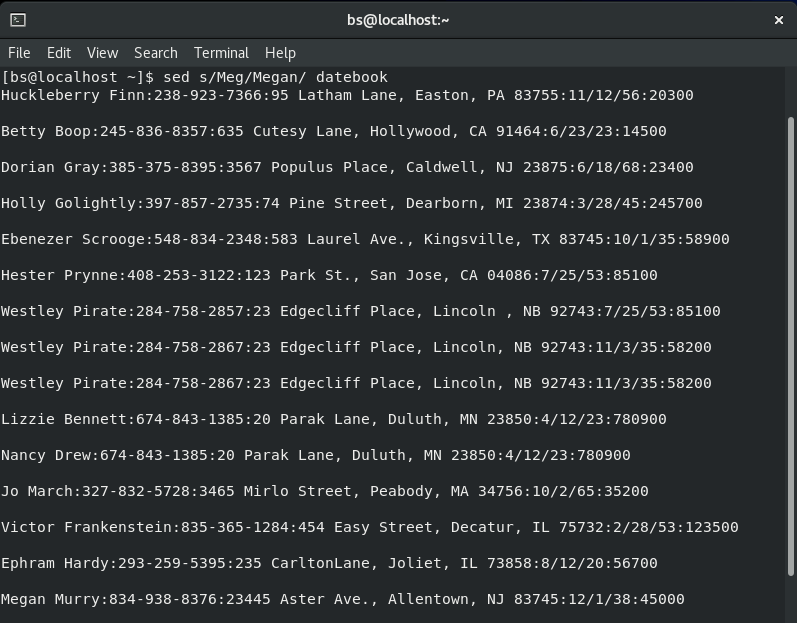 bs@localhost:~
File Edit View Search Terminal Help
[bs@localhost ~]$ sed s/Meg/Megan/ datebook
Huckleberry Finn:238-923-7366:95 Latham Lane, Easton, PA 83755:11/12/56:20300
Betty Boop:245-836-8357:635 Cutesy Lane, Hollywood, CA 91464:6/23/23:14500
Dorian Gray:385-375-8395:3567 Populus Place, Caldwell, NJ 23875:6/18/68:23400
Holly Golightly:397-857-2735:74 Pine Street, Dearborn, MI 23874:3/28/45:245700
Ebenezer Scrooge:548-834-2348:583 Laurel Ave., Kingsville, TX 83745:10/1/35:58900
Hester Prynne:408-253-3122:123 Park St., San Jose, CA 04086:7/25/53:85100
Westley Pirate:284-758-2857:23 Edgecliff Place, Lincoln , NB 92743:7/25/53:85100
Westley Pirate:284-758-2867:23 Edgecliff Place, Lincoln, NB 92743:11/3/35:58200
Westley Pirate:284-758-2867:23 Edgecliff Place, Lincoln, NB 92743:11/3/35:58200
Lizzie Bennett:674-843-1385:20 Parak Lane, Duluth, MN 23850:4/12/23:780900
Nancy Drew:674-843-1385:20 Parak Lane, Duluth, MN 23850:4/12/23:780900
Jo March:327-832-5728:3465 Mirlo Street, Peabody, MA 34756:10/2/65:35200
Victor Frankenstein:835-365-1284:454 Easy Street, Decatur, IL 75732:2/28/53:123500
Ephram Hardy:293-259-5395:235 CarltonLane, Joliet, IL 73858:8/12/20:56700
Megan Murry:834-938-8376:23445 Aster Ave., Allentown, NJ 83745:12/1/38:45000